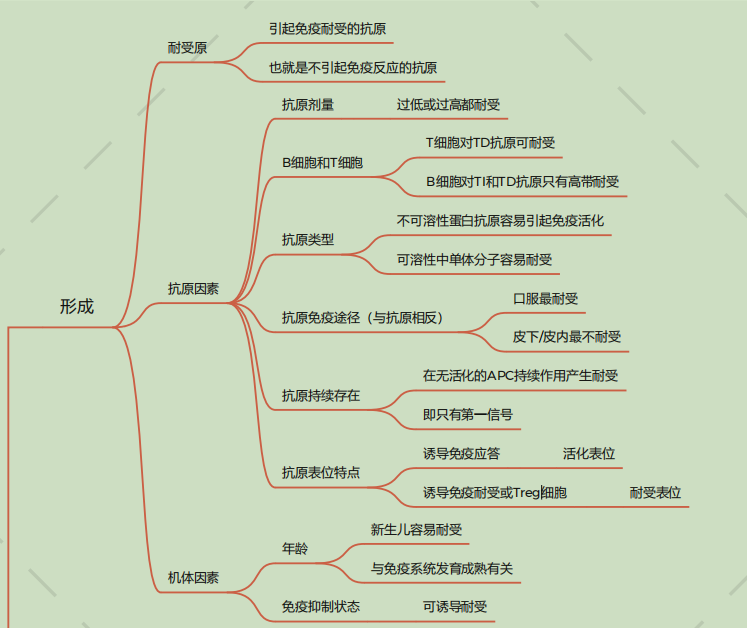 引起免疫耐受的抗原
耐受原
也就是不引起免疫反应的抗原
抗原剂量 过低或过高都耐受
T细胞对TD抗原可耐受
B细胞和T细胞
B细胞对TI和TD抗原只有高带耐受
不可溶性蛋白抗原容易引起免疫活化
抗原类型
可溶性中单体分子容易耐受
抗原因素
形成
口服最耐受
抗原免疫途径（与抗原相反）
皮下/皮内最不耐受
在无活化的APC持续作用产生耐受
抗原持续存在
即只有第一信号
诱导免疫应答 活化表位
抗原表位特点
诱导免疫耐受或Treg细胞 耐受表位
新生儿容易耐受
年龄
与免疫系统发育成熟有关
机体因素
免疫抑制状态 可诱导耐受